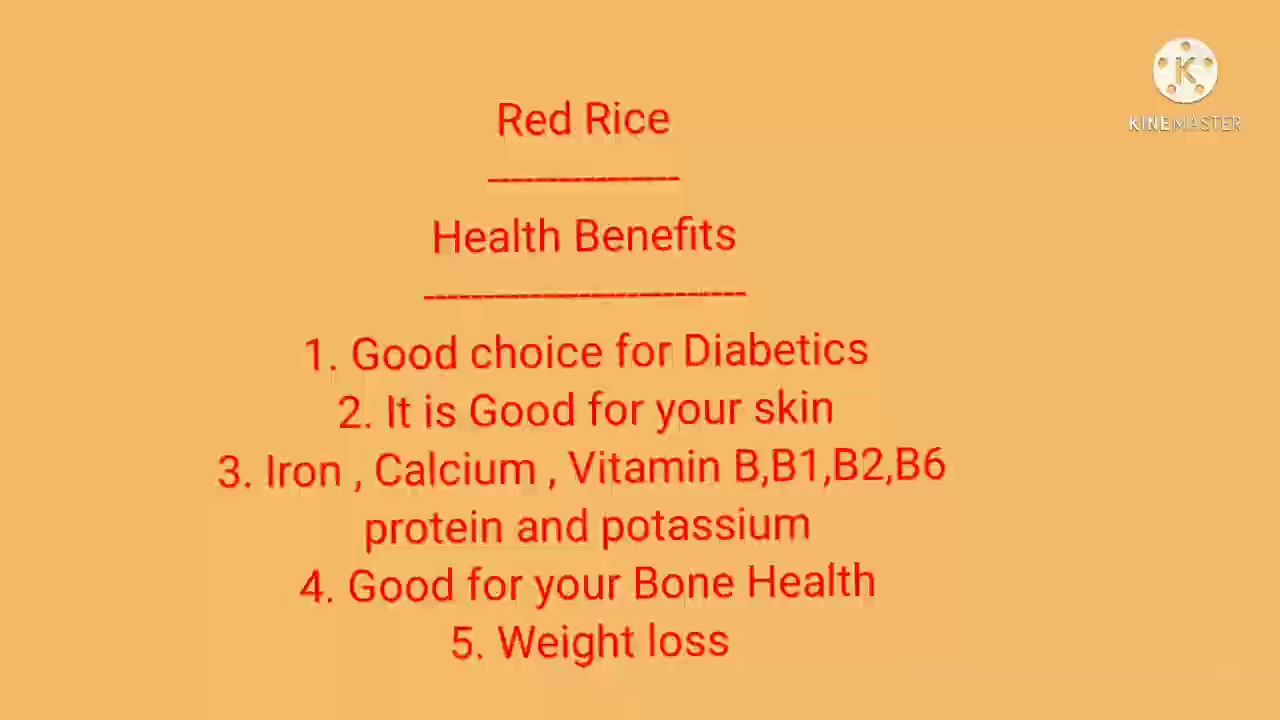 Red Rice
----------------
Health Benefits
---------------------------
1. Good choice for Diabetics
2. It is Good for your skin
3. Iron , Calcium , Vitamin B,B1,B2,B6
protein and potassium
4. Good for your Bone Health
5. Weight loss
K
KINEMASTER